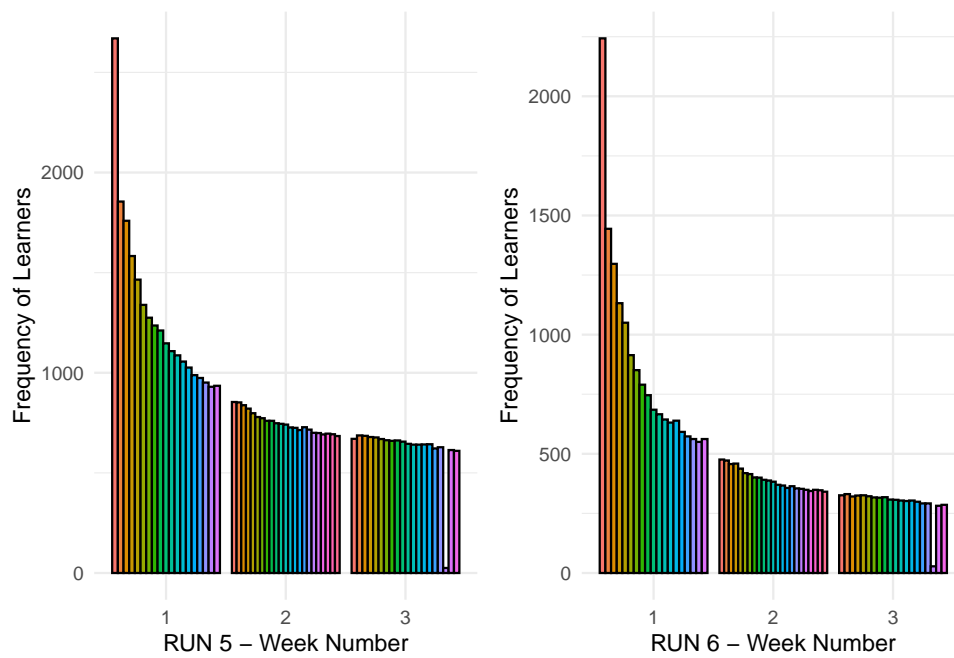 Frequency of Learners
2000
1000
0
1 2 3
RUN 5 − Week Number
Frequency of Learners
2000
1500
1000
500
0
1 2 3
RUN 6 − Week Number